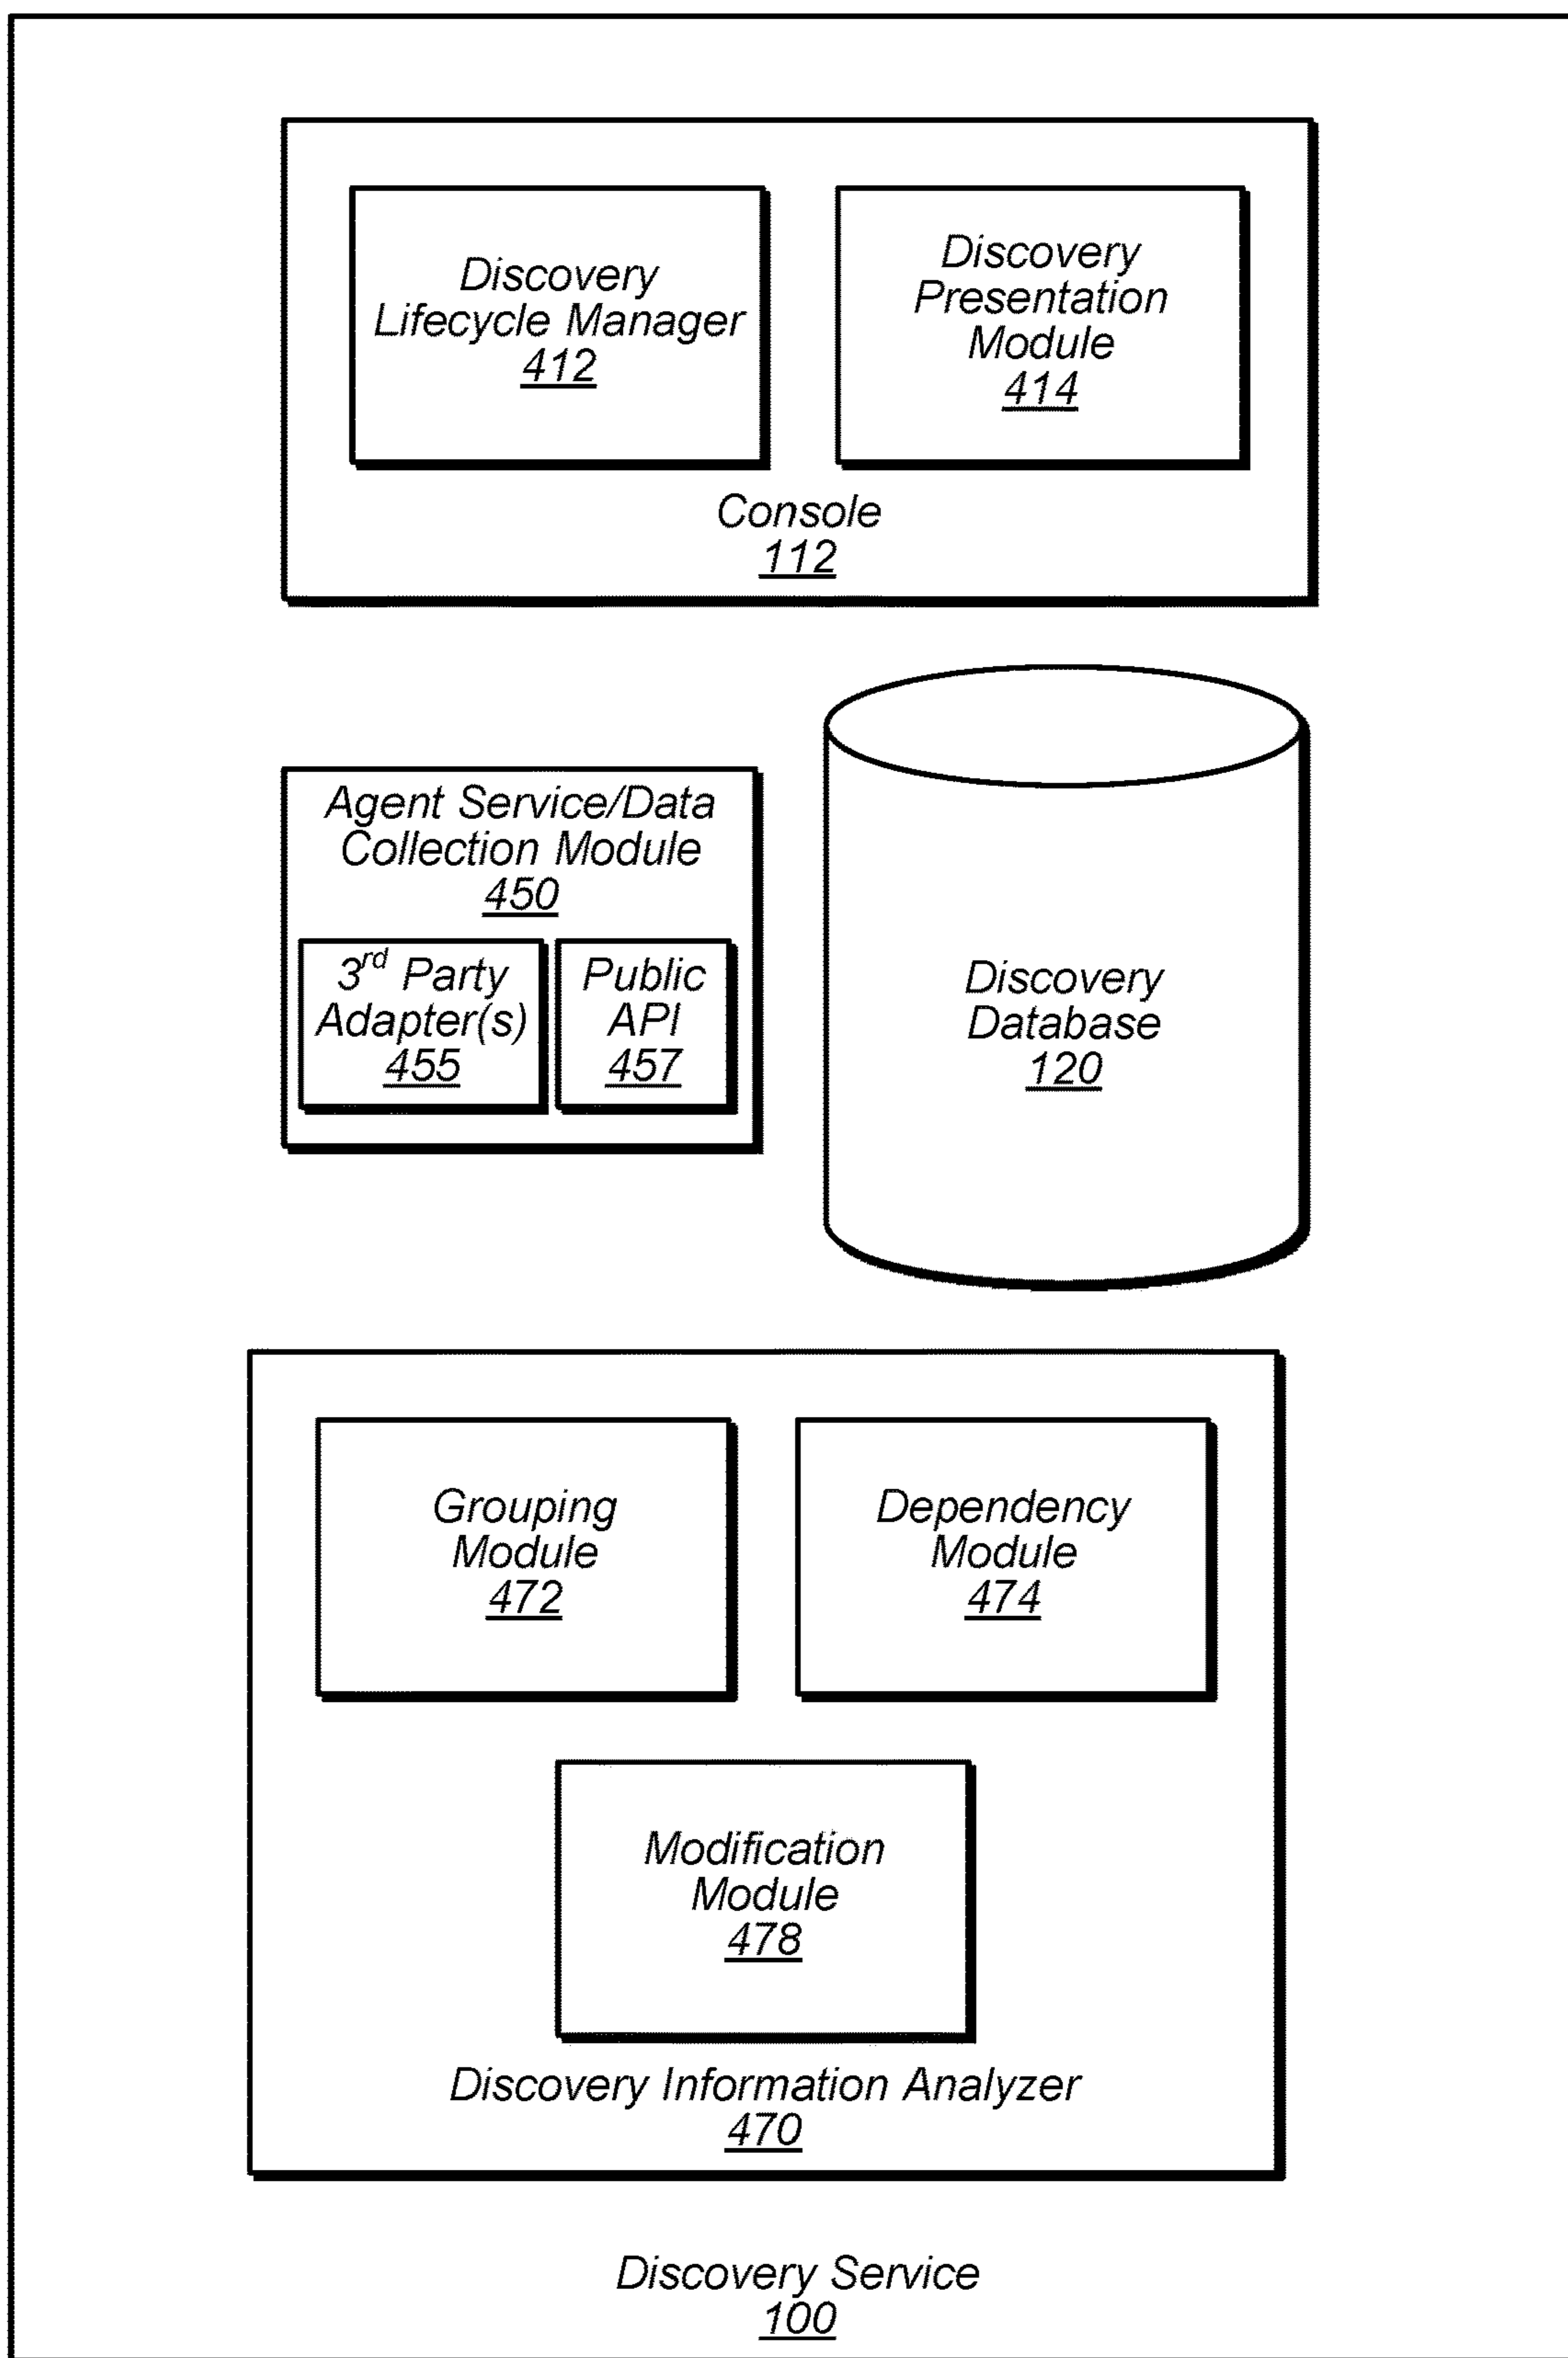 Discovery
Lifecycle Manager
412
Discovery
Presentation
Module
414
Console
112
Agent Service/Data
Collection Module
450
3rd Party
Adapter(s)
455
Public
API
457
Discovery
Database
120
Grouping
Module
472
Dependency
Module
474
Modification
Module
478
Discovery Information Analyzer
470
Discovery Service
100